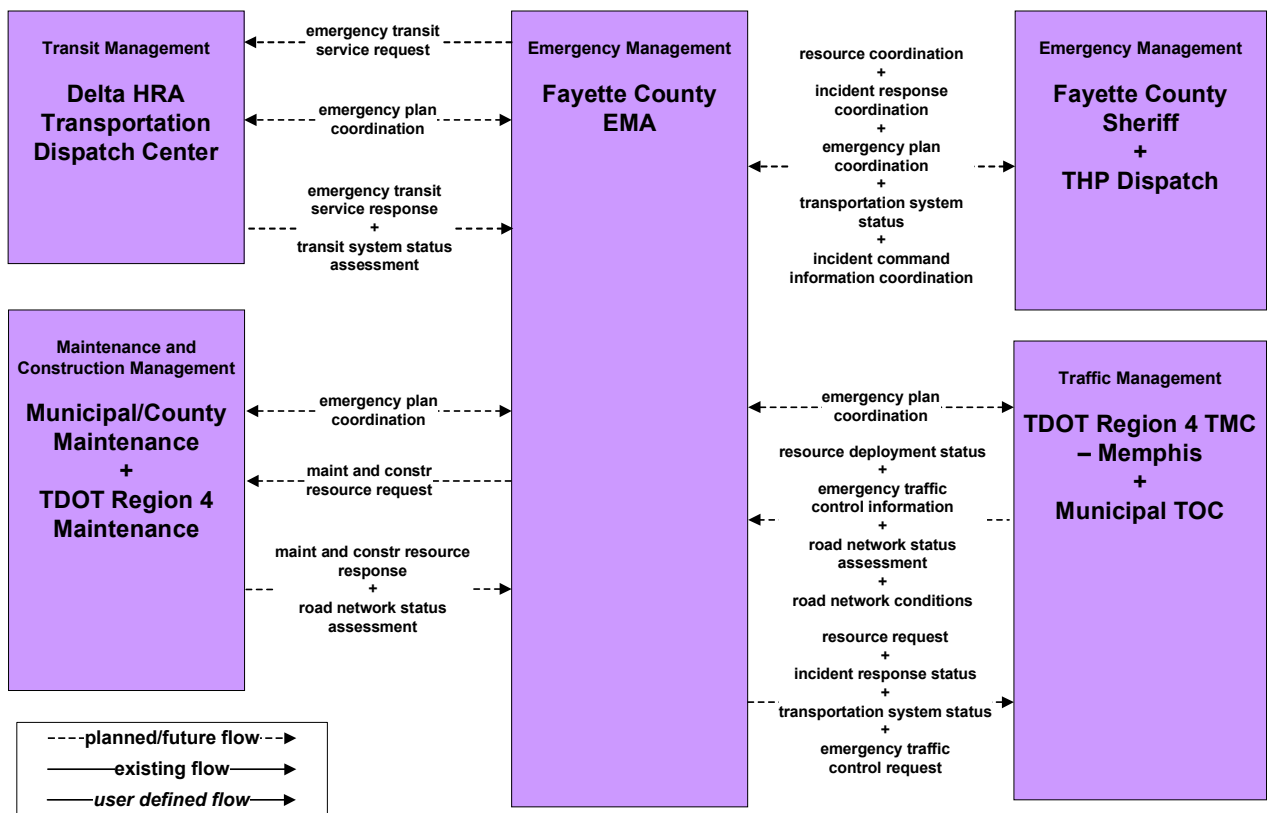 Transit Management
Delta HRA
Transportation
Dispatch Center
emergency transit
service request
emergency plan
coordination
emergency transit
service response
+
transit system status
assessment
Emergency Management
Fayette County
EMA
resource coordination
+
incident response
coordination
+
emergency plan
coordination
+
transportation system
status
+
incident command
information coordination
Emergency Management
Fayette County
Sheriff
+
THP Dispatch
Maintenance and
Construction Management
Municipal/County
Maintenance
+
TDOT Region 4
Maintenance
emergency plan
coordination
maint and constr
resource request
maint and constr resource
response
+
road network status
assessment
emergency plan
coordination
resource deployment status
+
emergency traffic
control information
+
road network status
assessment
+
road network conditions
resource request
+
incident response status
+
transportation system status
+
emergency traffic
control request
Traffic Management
TDOT Region 4 TMC
– Memphis
+
Municipal TOC
planned/future flow
existing flow
user defined flow